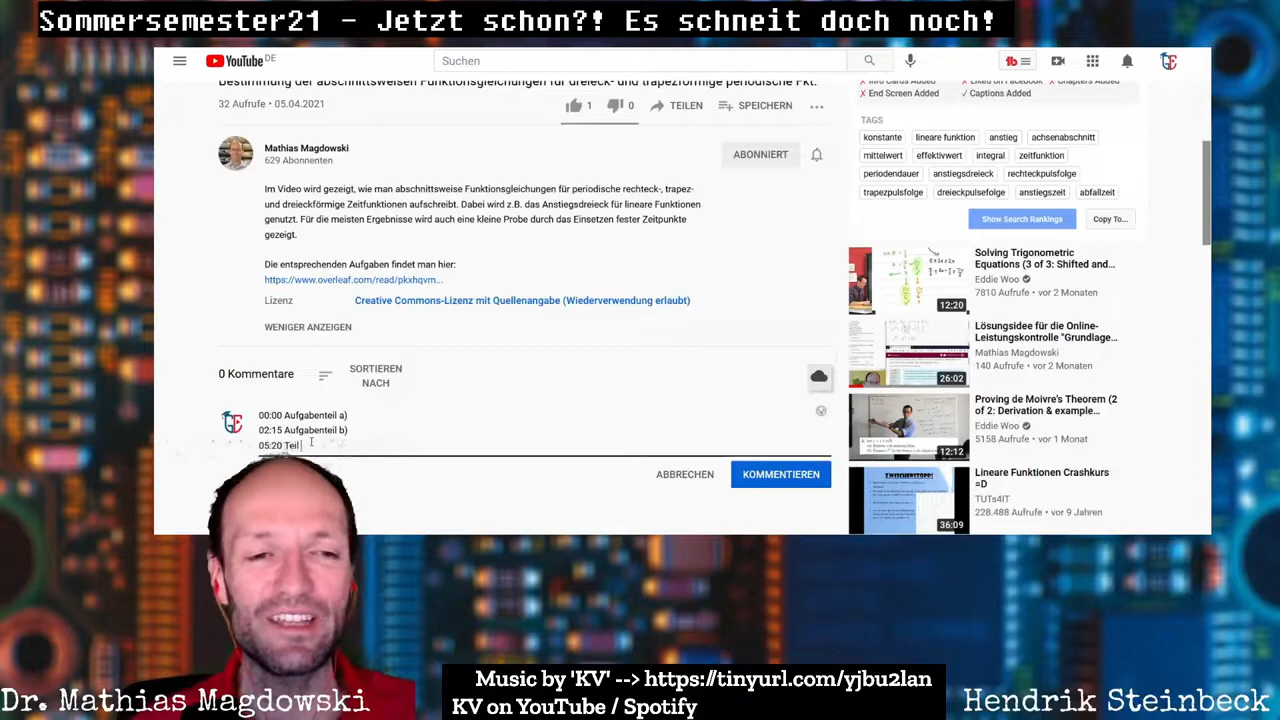 Sommersemester21 - Jetzt schon?! Es schneit doch noch!
YouTube DE
Suchen
Bestimmung der abschnittsweisen Funktionsgleichungen für dreieck- und trapezförmige periodische Fkt.
32 Aufrufe • 05.04.2021
1
0
TEILEN
SPEICHERN
Mathias Magdowski
629 Abonnenten
ABONNIERT
Im Video wird gezeigt, wie man abschnittsweise Funktionsgleichungen für periodische rechteck-, trapez-
und dreieckförmige Zeitfunktionen aufschreibt. Dabei wird z.B. das Anstiegsdreieck für lineare Funktionen
genutzt. Für die meisten Ergebnisse wird auch eine kleine Probe durch das Einsetzen fester Zeitpunkte
gezeigt.
Die entsprechenden Aufgaben findet man hier:
https://www.overleaf.com/read/pkxhqvm...
Lizenz
Creative Commons-Lizenz mit Quellenangabe (Wiederverwendung erlaubt)
WENIGER ANZEIGEN
0 Kommentare
SORTIEREN
NACH
00:00 Aufgabenteil a)
02:15 Aufgabenteil b)
05:20 Teil
ABBRECHEN
KOMMENTIEREN
✗ Info Cards Added
✓ Liked on Facebook
✗ Chapters Added
✗ End Screen Added
✓ Captions Added
TAGS
konstante
lineare funktion
anstieg
achsenabschnitt
mittelwert
effektivwert
integral
zeitfunktion
periodendauer
anstiegsdreieck
rechteckpulsfolge
trapezpulsfolge
dreieckpulsefolge
anstiegszeit
abfallzeit
Show Search Rankings
Copy To...
Solving Trigonometric
Equations (3 of 3: Shifted and...
Eddie Woo
7810 Aufrufe • vor 2 Monaten
12:20
Lösungsidee für die Online-
Leistungskontrolle "Grundlage...
Mathias Magdowski
140 Aufrufe • vor 2 Monaten
26:02
Proving de Moivre's Theorem (2
of 2: Derivation & example...
Eddie Woo
5158 Aufrufe • vor 1 Monat
12:12
Lineare Funktionen Crashkurs
=D
TUTs4IT
228.488 Aufrufe • vor 9 Jahren
ZWISCHENSTOPP!
36:09
Music by 'KV' --> https://tinyurl.com/yjbu2lan
KV on YouTube / Spotify
Dr. Mathias Magdowski
Hendrik Steinbeck